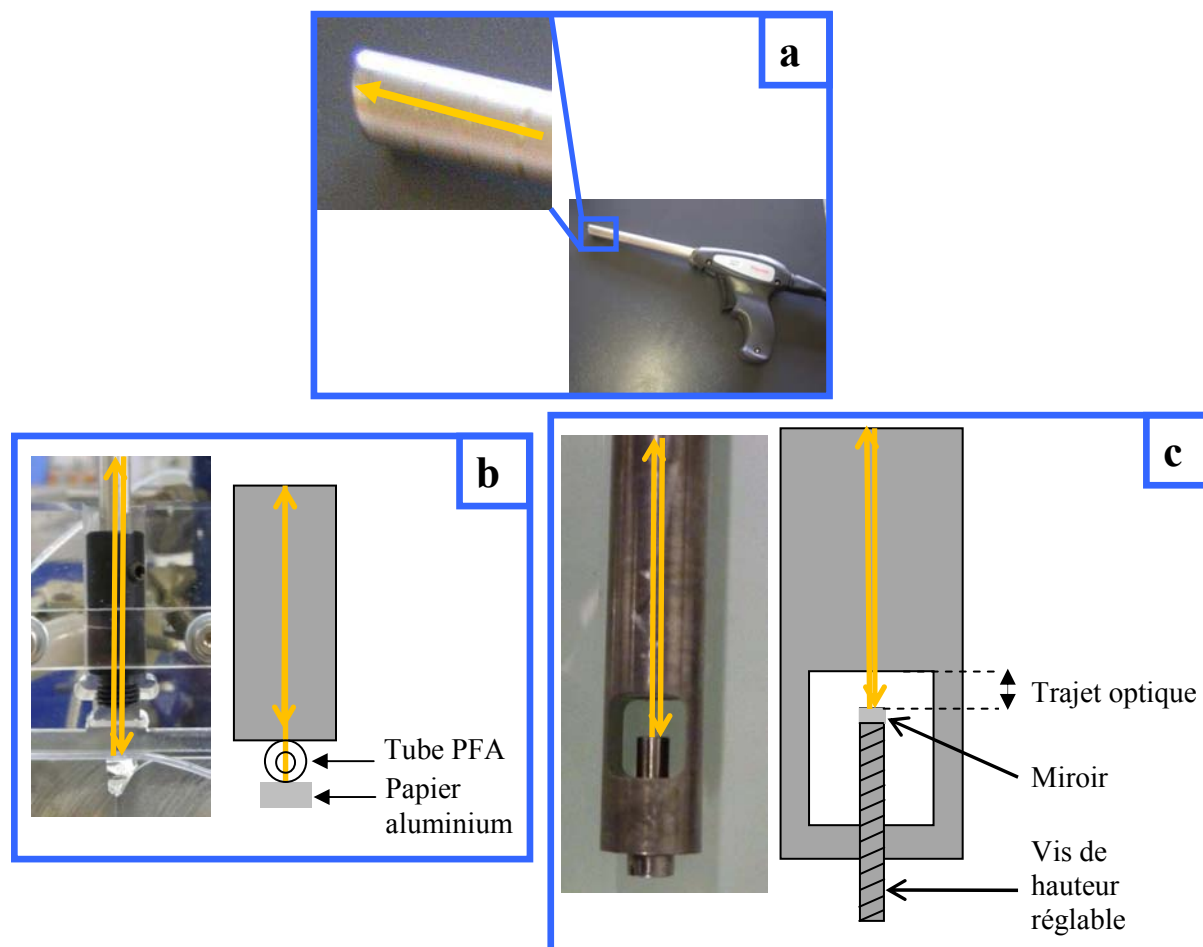 a
b
Tube PFA
Papier
aluminium
c
Trajet optique
Miroir
Vis de
hauteur
réglable